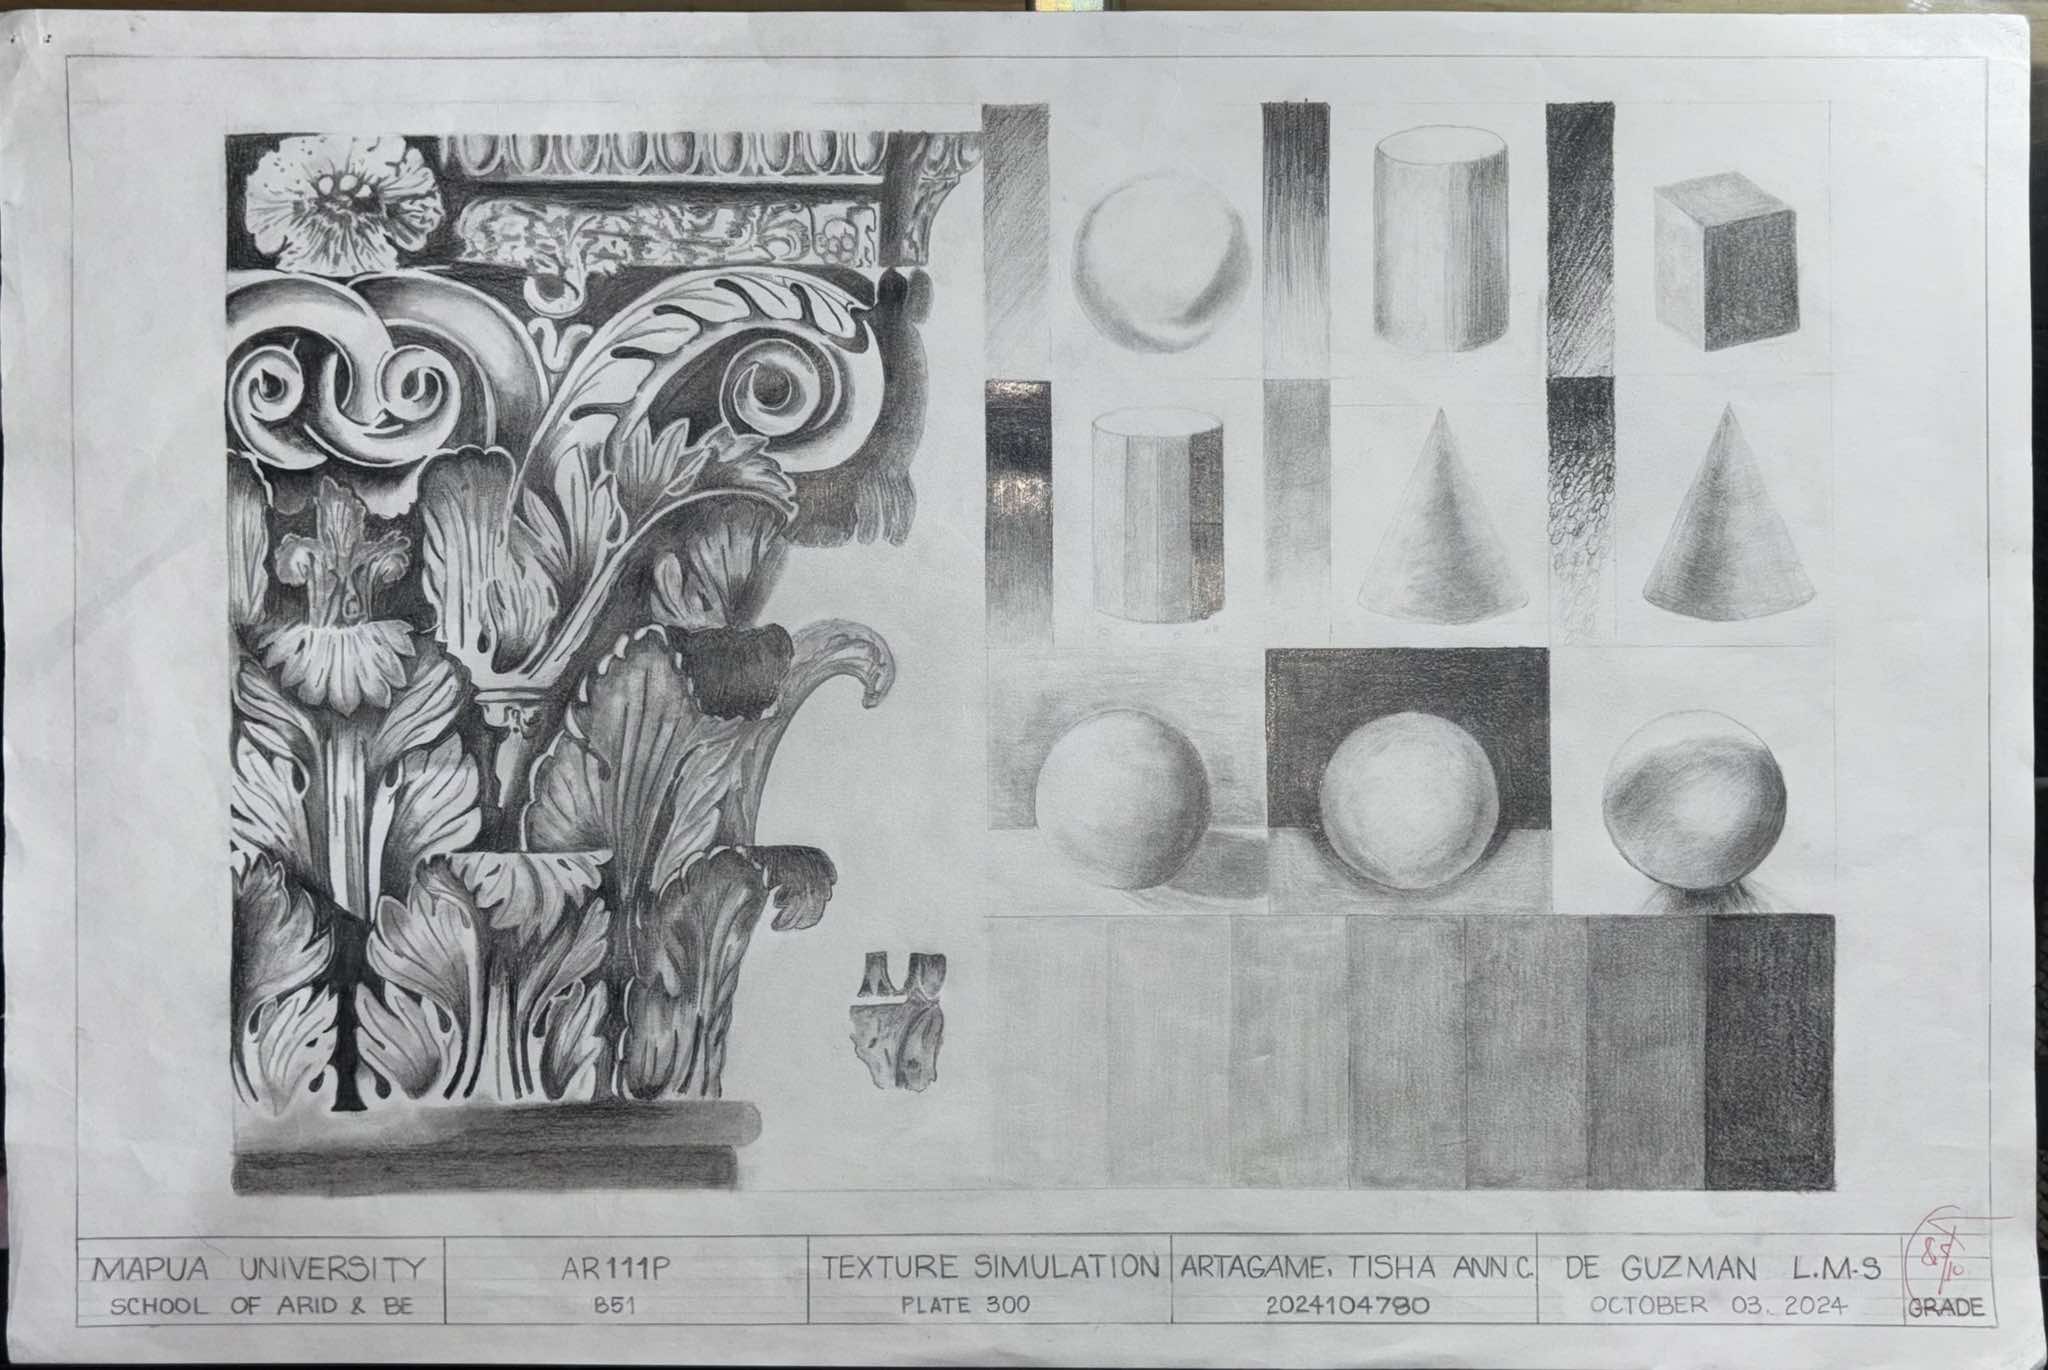 MAPUA UNIVERSITY
SCHOOL OF ARID & BE
AR111P
B51
TEXTURE SIMULATION
PLATE 300
ARTAGAME, TISHA ANN C.
2024104780
DE GUZMAN L.M.S
OCTOBER 03, 2024
GRADE